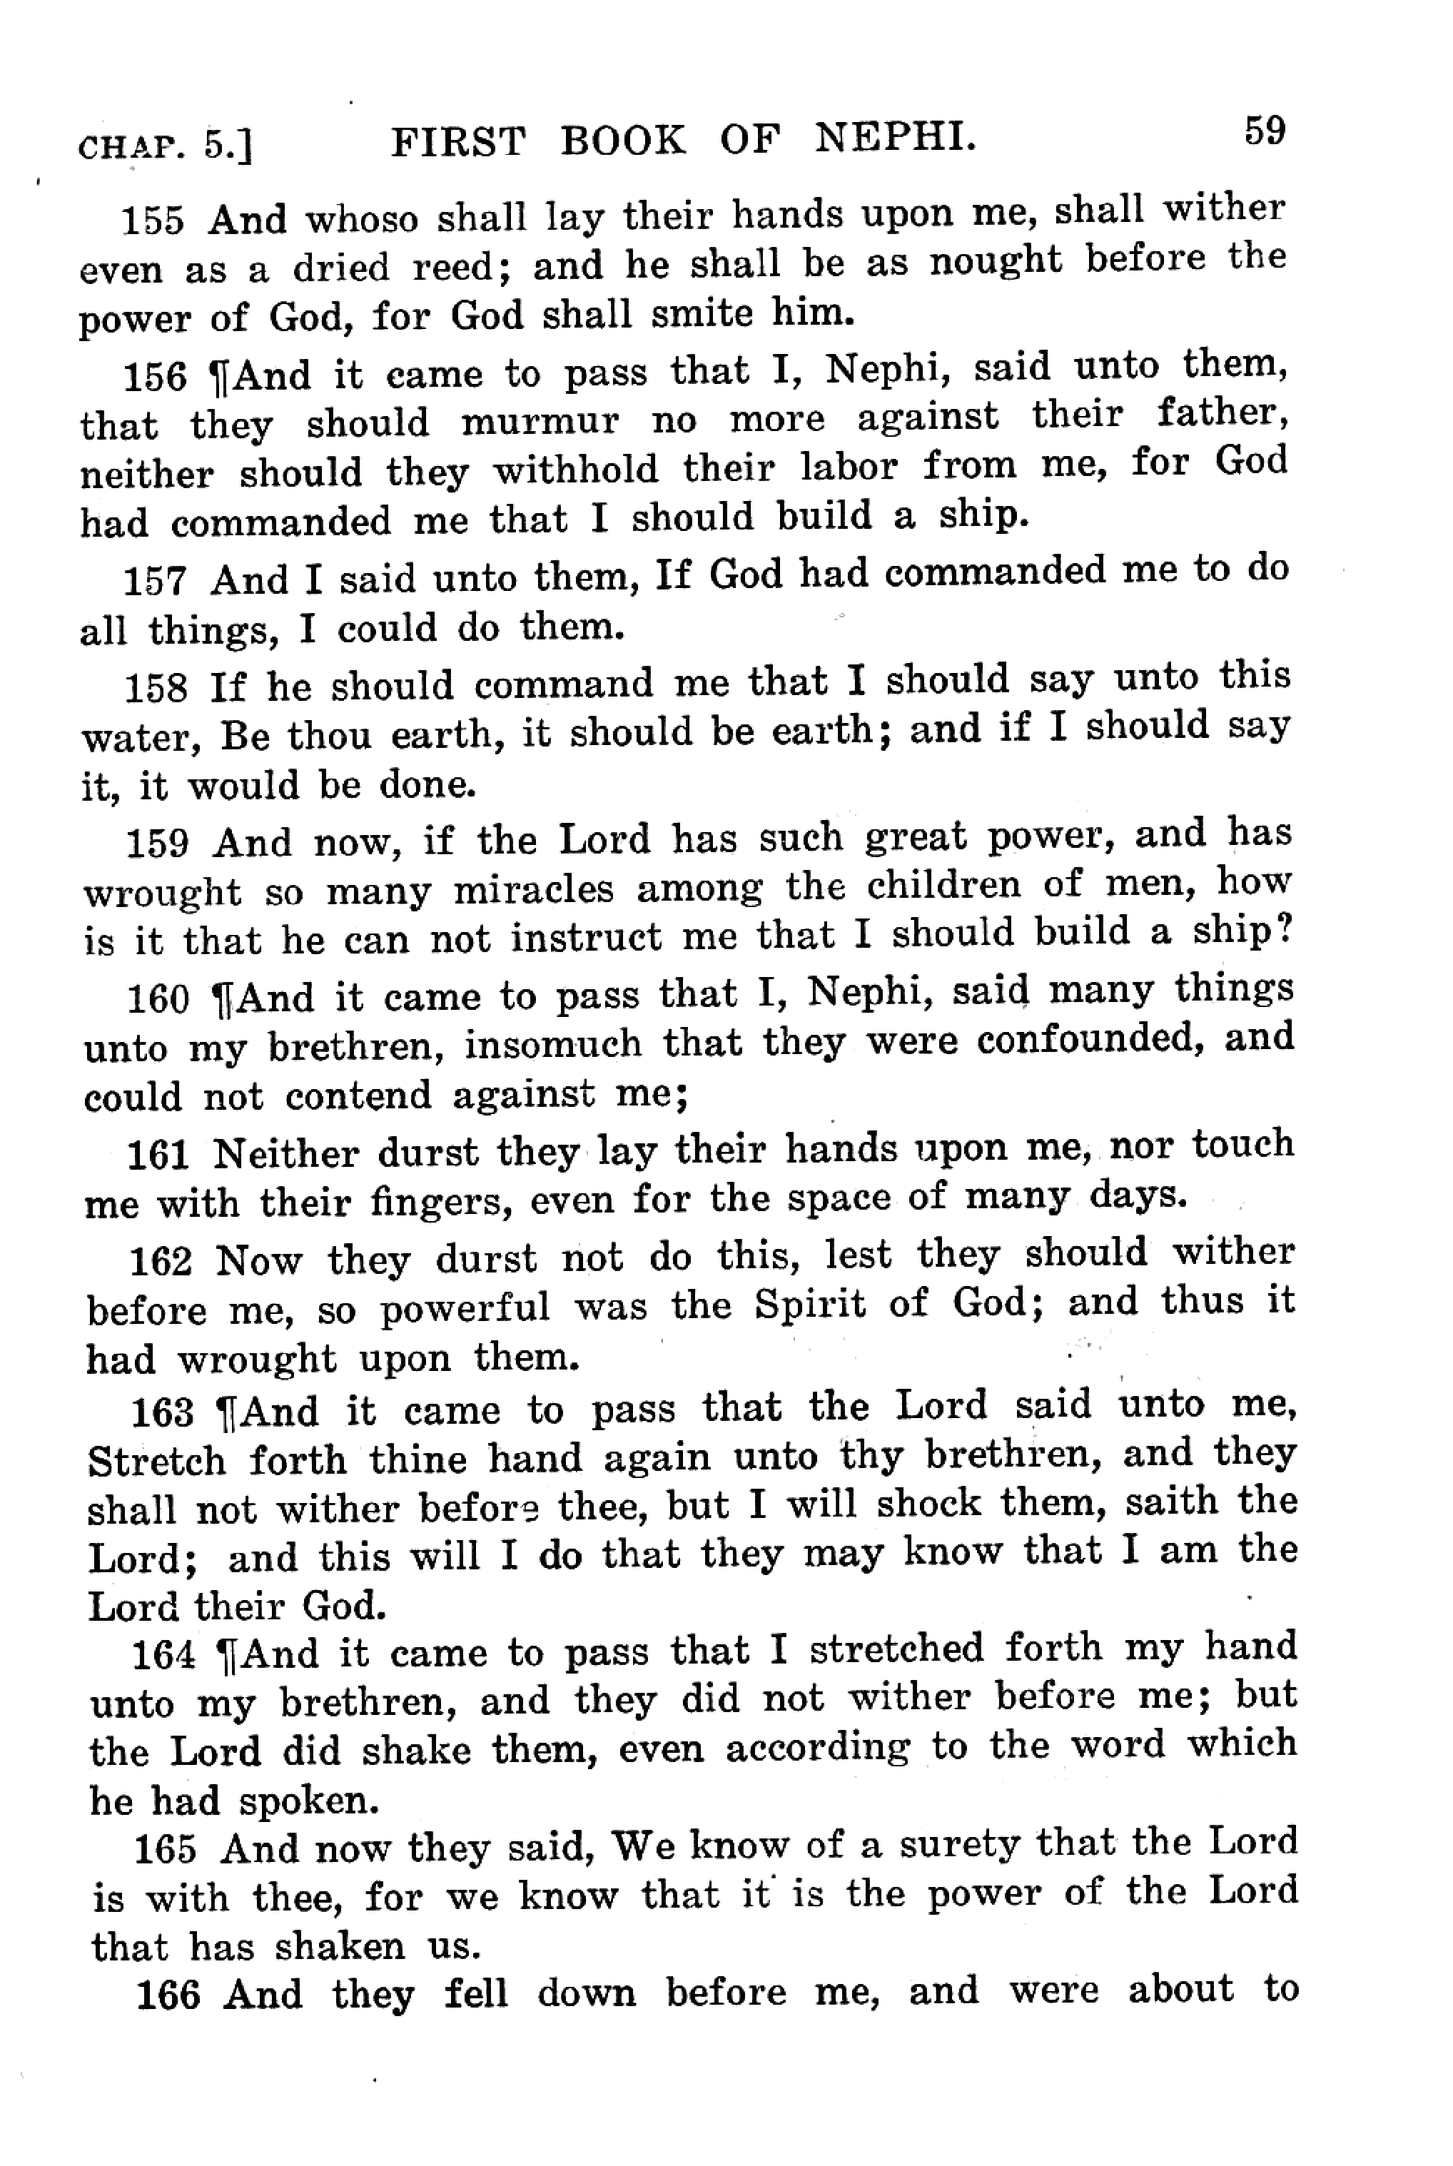 CHAP. 5.] FIRST BOOK OF NEPHI. 59
155 And whoso shall lay their hands upon me, shall wither
even as a dried reed; and he shall be as nought before the
power of God, for God shall smite him.
156 ¶And it came to pass that I, Nephi, said unto them,
that they should murmur no more against their father,
neither should they withhold their labor from me, for God
had commanded me that I should build a ship.
157 And I said unto them, If God had commanded me to do
all things, I could do them.
158 If he should command me that I should say unto this
water, Be thou earth, it should be earth; and if I should say
it, it would be done.
159 And now, if the Lord has such great power, and has
wrought so many miracles among the children of men, how
is it that he can not instruct me that I should build a ship?
160 ¶And it came to pass that I, Nephi, said many things
unto my brethren, insomuch that they were confounded, and
could not contend against me;
161 Neither durst they lay their hands upon me, nor touch
me with their fingers, even for the space of many days.
162 Now they durst not do this, lest they should wither
before me, so powerful was the Spirit of God; and thus it
had wrought upon them.
163 ¶And it came to pass that the Lord said unto me,
Stretch forth thine hand again unto thy brethren, and they
shall not wither before thee, but I will shock them, saith the
Lord; and this will I do that they may know that I am the
Lord their God.
164 ¶And it came to pass that I stretched forth my hand
unto my brethren, and they did not wither before me; but
the Lord did shake them, even according to the word which
he had spoken.
165 And now they said, We know of a surety that the Lord
is with thee, for we know that it is the power of the Lord
that has shaken us.
166 And they fell down before me, and were about to